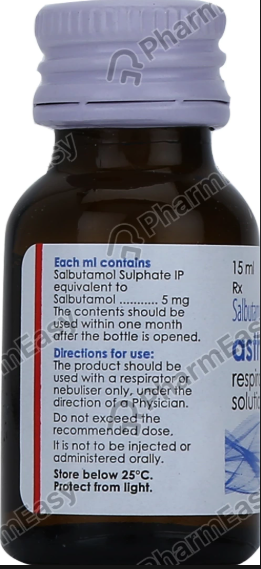 Each ml contains
Salbutamol Sulphate IP
equivalent to
Salbutamol ........... 5 mg
The contents should be
used within one month
after the bottle is opened.
Directions for use:
The product should be
used with a respirator or
nebuliser only, under the
direction of a Physician.
Do not exceed the
recommended dose.
It is not to be injected or
administered orally.
Store below 25°C.
Protect from light.
15 ml
Rx
PharmEasy
PharmEasy
PharmEasy
PharmEasy